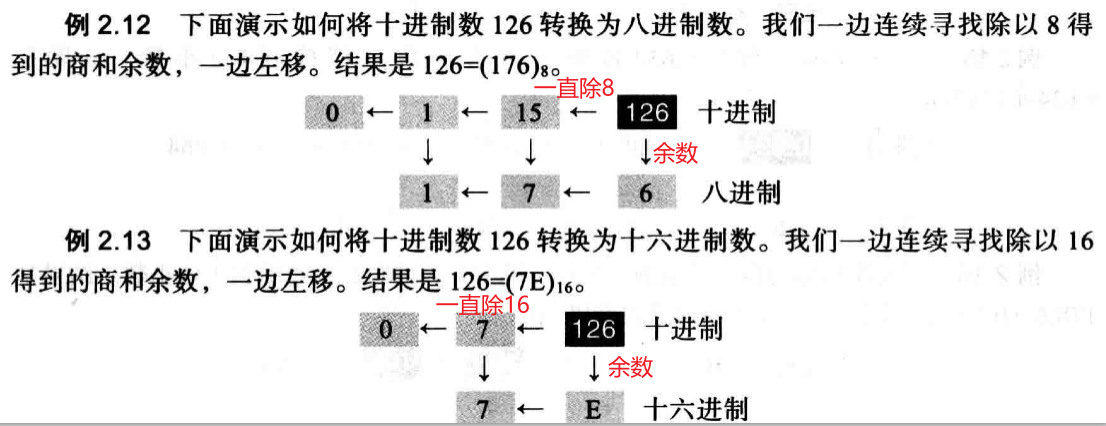 例 2.12 下面演示如何将十进制数 126 转换为八进制数。我们一边连续寻找除以 8 得
到的商和余数，一边左移。结果是 126=(176)₈。
一直除8
0 ← 1 ← 15 ← 126 十进制
↓ ↓ ↓余数
1 ← 7 ← 6 八进制
例 2.13 下面演示如何将十进制数 126 转换为十六进制数。我们一边连续寻找除以 16
得到的商和余数，一边左移。结果是 126=(7E)₁₆。
一直除16
0 ← 7 ← 126 十进制
↓ ↓余数
7 ← E 十六进制